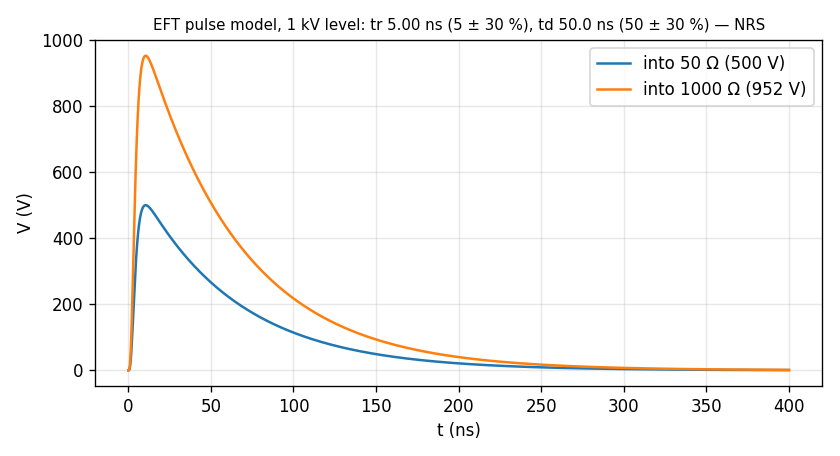 EFT pulse model, 1 kV level: tr 5.00 ns (5 ± 30 %), td 50.0 ns (50 ± 30 %) — NRS
1000
800
600
400
200
0
V (V)
into 50 Ω (500 V)
into 1000 Ω (952 V)
0 50 100 150 200 250 300 350 400
t (ns)